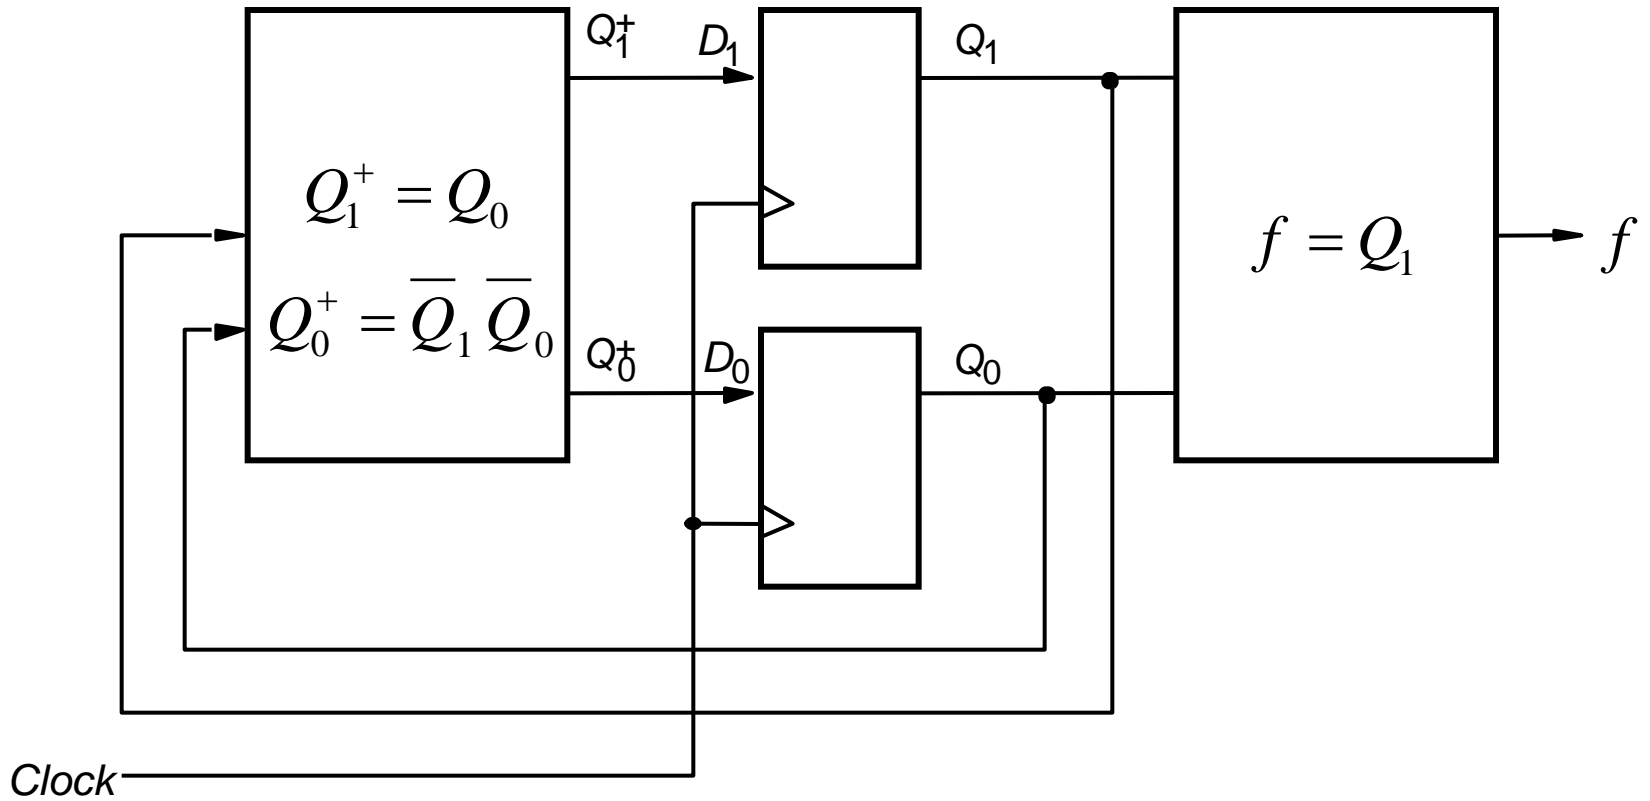 Q₁⁺ D₁ Q₁
Q₁⁺ = Q₀
f = Q₁ f
Q₀⁺ = Q̅₁ Q̅₀
Q₀⁺ D₀ Q₀
Clock